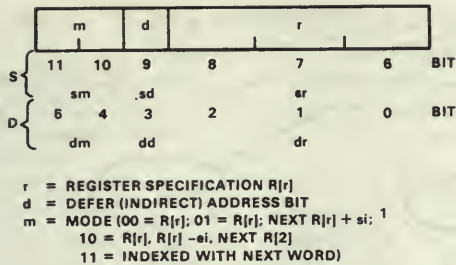 m d r
S 11 10 9 8 7 6 BIT
sm .sd sr
D 5 4 3 2 1 0 BIT
dm dd dr
r = REGISTER SPECIFICATION R[r]
d = DEFER (INDIRECT) ADDRESS BIT
m = MODE (00 = R[r]; 01 = R[r]; NEXT R[r] + si; 1
10 = R[r], R[r] -ei, NEXT R[2]
11 = INDEXED WITH NEXT WORD)